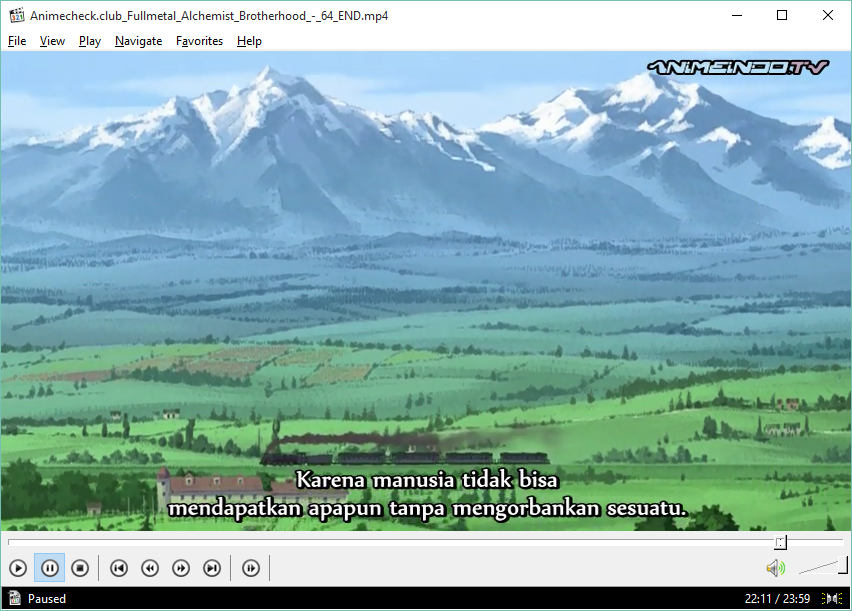 Animecheck.club_Fullmetal_Alchemist_Brotherhood_-_64_END.mp4
File View Play Navigate Favorites Help
ANIMEINDO.TV
Karena manusia tidak bisa
mendapatkan apapun tanpa mengorbankan sesuatu.
Paused 22:11 / 23:59